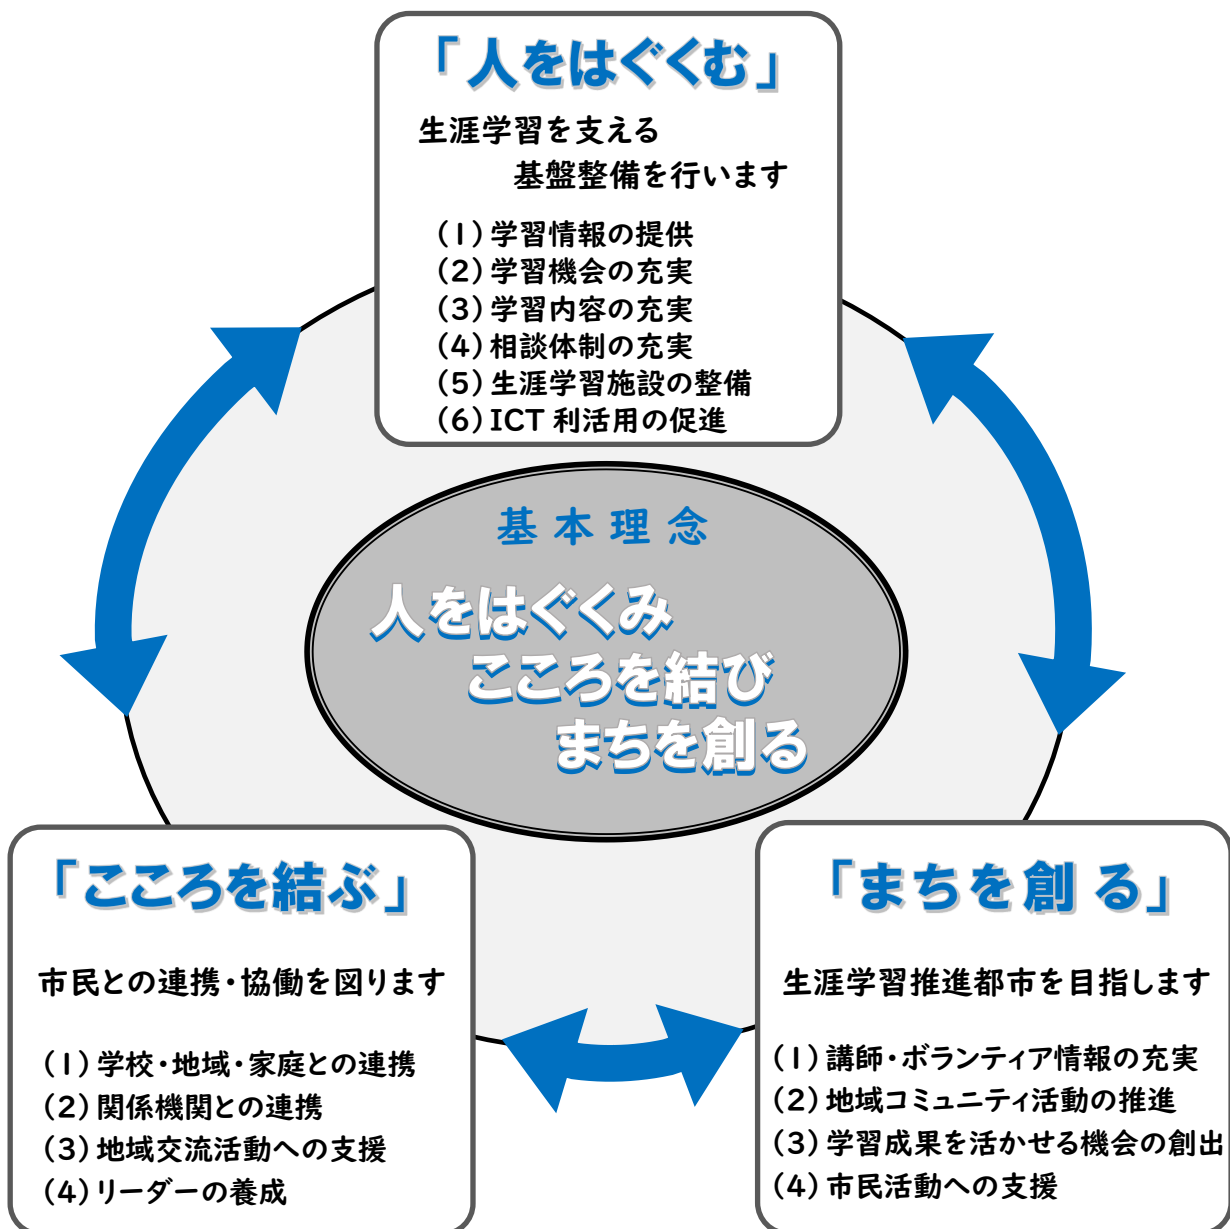 「人をはぐくむ」
生涯学習を支える
基盤整備を行います
(1)学習情報の提供
(2)学習機会の充実
(3)学習内容の充実
(4)相談体制の充実
(5)生涯学習施設の整備
(6)ICT 利活用の促進
基本理念
人をはぐくみ
こころを結び
まちを創る
「こころを結ぶ」
市民との連携・協働を図ります
(1)学校・地域・家庭との連携
(2)関係機関との連携
(3)地域交流活動への支援
(4)リーダーの養成
「まちを創る」
生涯学習推進都市を目指します
(1)講師・ボランティア情報の充実
(2)地域コミュニティ活動の推進
(3)学習成果を活かせる機会の創出
(4)市民活動への支援